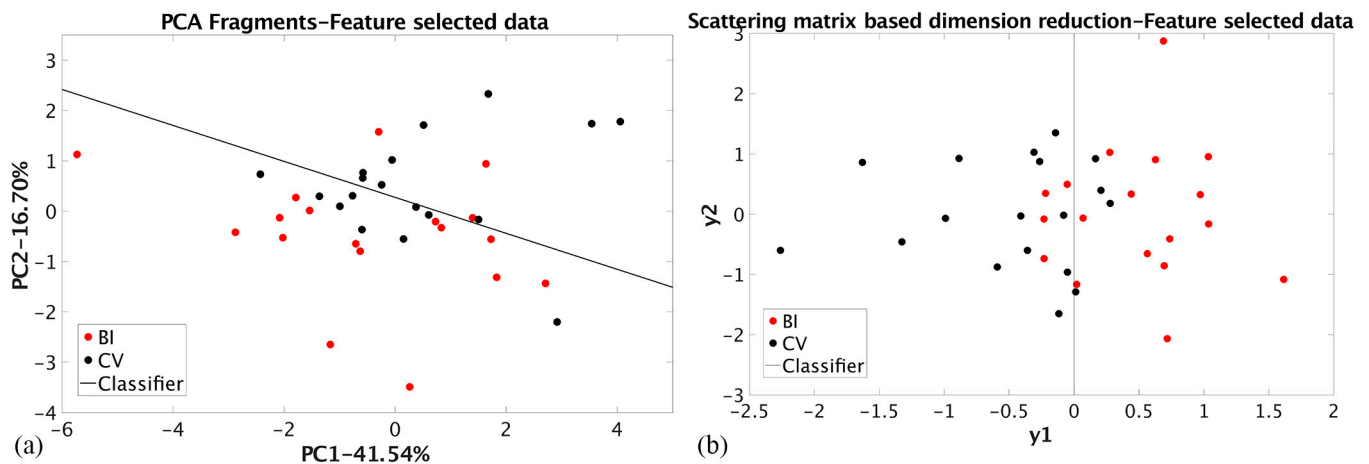 PCA Fragments-Feature selected data
3
2
1
0
-1
-2
-3
-4
PC2-16.70%
BI
CV
Classifier
-6
-4
-2
0
2
4
PC1-41.54%
(a)
Scattering matrix based dimension reduction-Feature selected data
3
2
1
0
-1
-2
-3
y2
BI
CV
Classifier
-2.5
-2
-1.5
-1
-0.5
0
0.5
1
1.5
2
y1
(b)